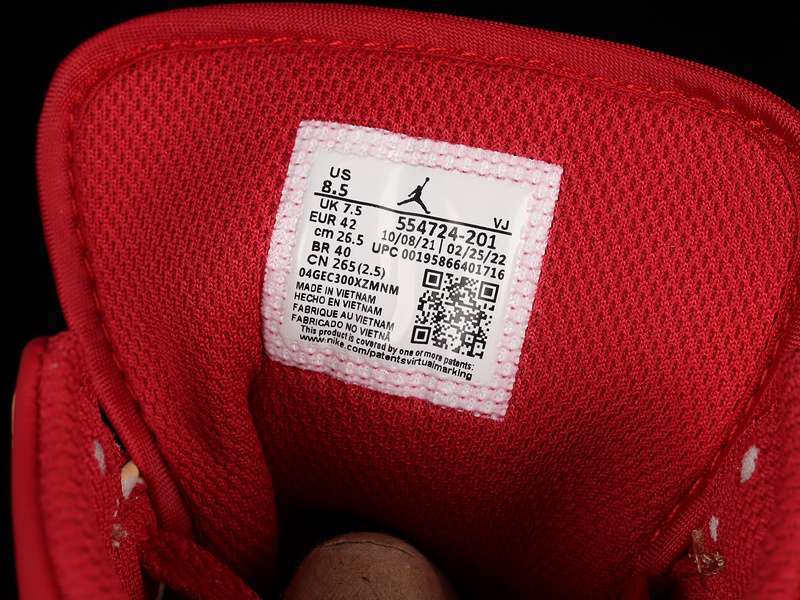 US
8.5
UK 7.5
EUR 42
cm 26.5
BR 40
CN 265(2.5)
VJ
554724-201
10/08/21 | 02/25/22
UPC 00195866401716
04GEC300XZMNM
MADE IN VIETNAM
HECHO EN VIETNAM
FABRIQUE AU VIETNAM
FABRICADO NO VIETNÃ
This product is covered by one of more patents:
www.nike.com/patentsvirtualmarking